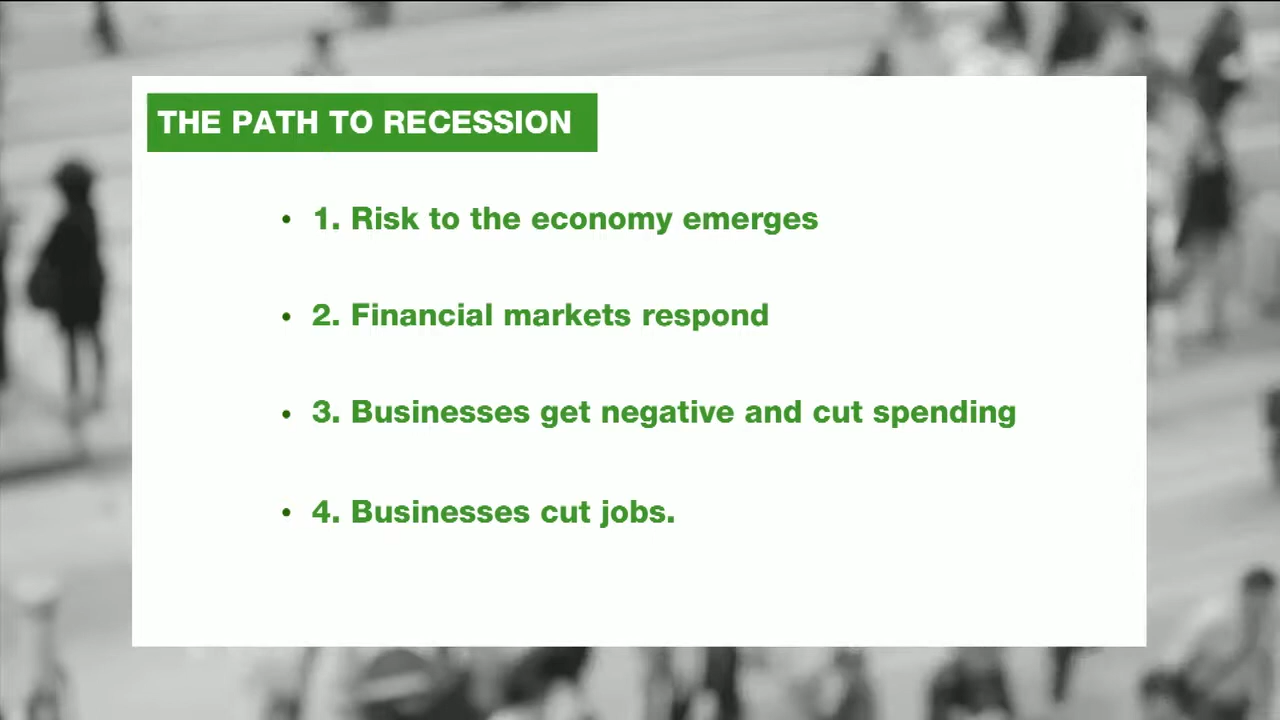 THE PATH TO RECESSION
• 1. Risk to the economy emerges
• 2. Financial markets respond
• 3. Businesses get negative and cut spending
• 4. Businesses cut jobs.